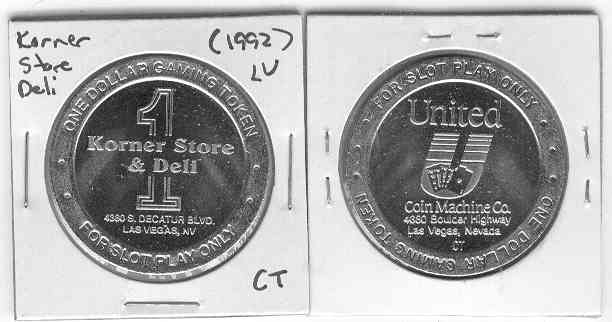 Korner
Store
Deli
(1992)
LV
ONE DOLLAR GAMING TOKEN
1
Korner Store
& Deli
4380 S. DECATUR BLVD.
LAS VEGAS, NV
FOR SLOT PLAY ONLY
CT
FOR SLOT PLAY ONLY
United
U
Coin Machine Co.
4380 Boulder Highway
Las Vegas, Nevada
CT
ONE DOLLAR GAMING TOKEN